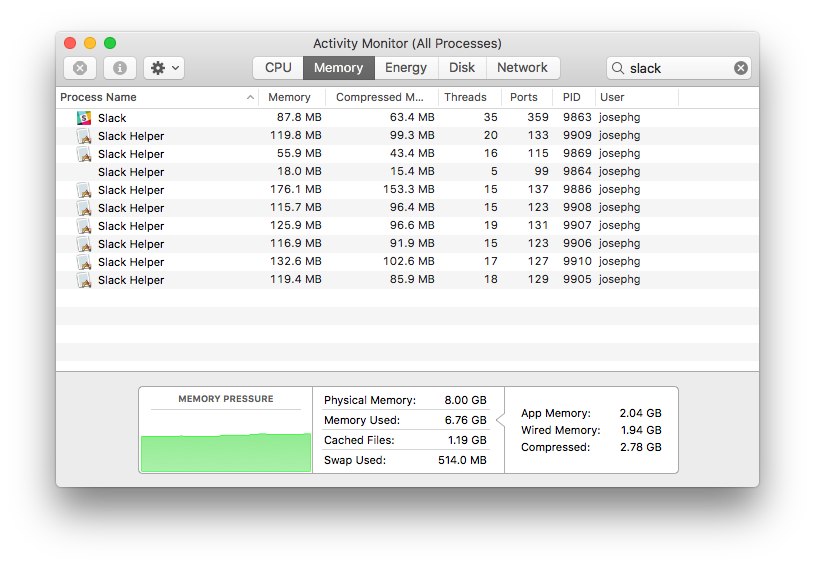 Activity Monitor (All Processes)
CPU Memory Energy Disk Network slack
Process Name Memory Compressed M... Threads Ports PID User
Slack 87.8 MB 63.4 MB 35 359 9863 josephg
Slack Helper 119.8 MB 99.3 MB 20 133 9909 josephg
Slack Helper 55.9 MB 43.4 MB 16 115 9869 josephg
Slack Helper 18.0 MB 15.4 MB 5 99 9864 josephg
Slack Helper 176.1 MB 153.3 MB 15 137 9886 josephg
Slack Helper 115.7 MB 96.4 MB 15 123 9908 josephg
Slack Helper 125.9 MB 96.6 MB 19 131 9907 josephg
Slack Helper 116.9 MB 91.9 MB 15 123 9906 josephg
Slack Helper 132.6 MB 102.6 MB 17 127 9910 josephg
Slack Helper 119.4 MB 85.9 MB 18 129 9905 josephg
MEMORY PRESSURE
Physical Memory: 8.00 GB
Memory Used: 6.76 GB
Cached Files: 1.19 GB
Swap Used: 514.0 MB
App Memory: 2.04 GB
Wired Memory: 1.94 GB
Compressed: 2.78 GB